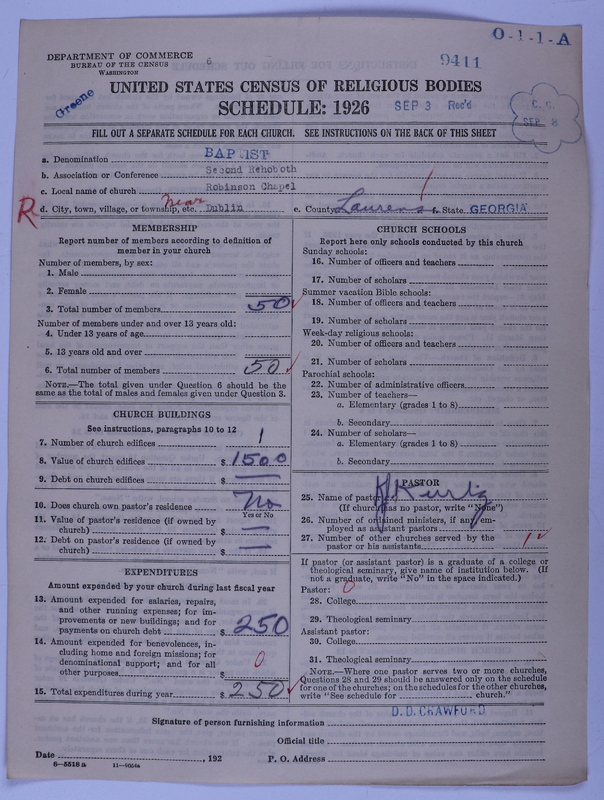 O-1-1-A
DEPARTMENT OF COMMERCE
BUREAU OF THE CENSUS
WASHINGTON
6
9411
Greene
UNITED STATES CENSUS OF RELIGIOUS BODIES
SCHEDULE: 1926
SEP 3 Rec'd
C. C.
SEP 8
FILL OUT A SEPARATE SCHEDULE FOR EACH CHURCH. SEE INSTRUCTIONS ON THE BACK OF THIS SHEET
a. Denomination BAPTIST
b. Association or Conference Second Rehoboth
c. Local name of church Robinson Chapel
R d. City, town, village, or township, etc. Near Dublin e. County Laurens f. State GEORGIA
MEMBERSHIP
Report number of members according to definition of
member in your church
Number of members, by sex:
1. Male
2. Female
3. Total number of members 50
Number of members under and over 13 years old:
4. Under 13 years of age
5. 13 years old and over
6. Total number of members 50
NOTE.—The total given under Question 6 should be the
same as the total of males and females given under Question 3.
CHURCH BUILDINGS
See instructions, paragraphs 10 to 12
7. Number of church edifices 1
8. Value of church edifices $ 1500
9. Debt on church edifices $ —
10. Does church own pastor's residence No
Yes or No
11. Value of pastor's residence (if owned by
church) $ —
12. Debt on pastor's residence (if owned by
church) $ —
EXPENDITURES
Amount expended by your church during last fiscal year
13. Amount expended for salaries, repairs,
and other running expenses; for im-
provements or new buildings; and for
payments on church debt $ 250
14. Amount expended for benevolences, in-
cluding home and foreign missions; for
denominational support; and for all
other purposes $ 0
15. Total expenditures during year $ 250
CHURCH SCHOOLS
Report here only schools conducted by this church
Sunday schools:
16. Number of officers and teachers
17. Number of scholars
Summer vacation Bible schools:
18. Number of officers and teachers
19. Number of scholars
Week-day religious schools:
20. Number of officers and teachers
21. Number of scholars
Parochial schools:
22. Number of administrative officers
23. Number of teachers—
a. Elementary (grades 1 to 8)
b. Secondary
24. Number of scholars—
a. Elementary (grades 1 to 8)
b. Secondary
PASTOR
25. Name of pastor
(If church has no pastor, write "None")
26. Number of ordained ministers, if any, em-
ployed as assistant pastors
27. Number of other churches served by the
pastor or his assistants 1
If pastor (or assistant pastor) is a graduate of a college or
theological seminary, give name of institution below. (If
not a graduate, write "No" in the space indicated.)
Pastor: 0
28. College
29. Theological seminary
Assistant pastor:
30. College
31. Theological seminary
NOTE.—Where one pastor serves two or more churches,
Questions 28 and 29 should be answered only on the schedule
for one of the churches; on the schedules for the other churches,
write "See schedule for church."
D. D. CRAWFORD
Signature of person furnishing information
Official title
Date , 192 P. O. Address
8—5518 a